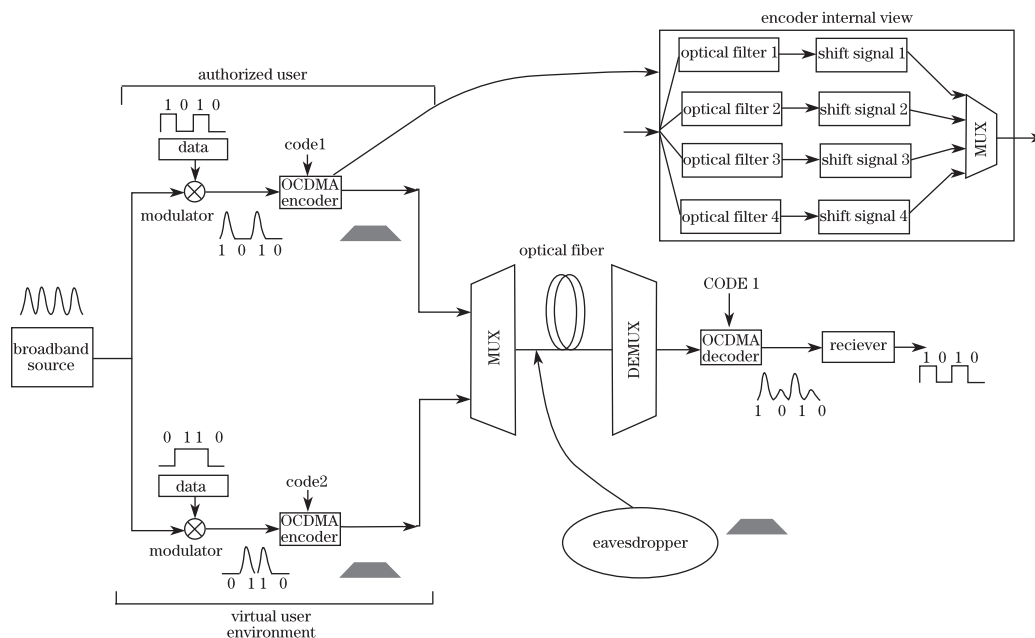 encoder internal view
optical filter 1
shift signal 1
optical filter 2
shift signal 2
optical filter 3
shift signal 3
optical filter 4
shift signal 4
MUX
authorized user
1 0 1 0
data
code1
OCDMA
encoder
modulator
1 0 1 0
broadband
source
optical fiber
MUX
DEMUX
CODE 1
OCDMA
decoder
reciever
1 0 1 0
1 0 1 0
0 1 1 0
data
code2
OCDMA
encoder
modulator
0 1 1 0
eavesdropper
virtual user
environment